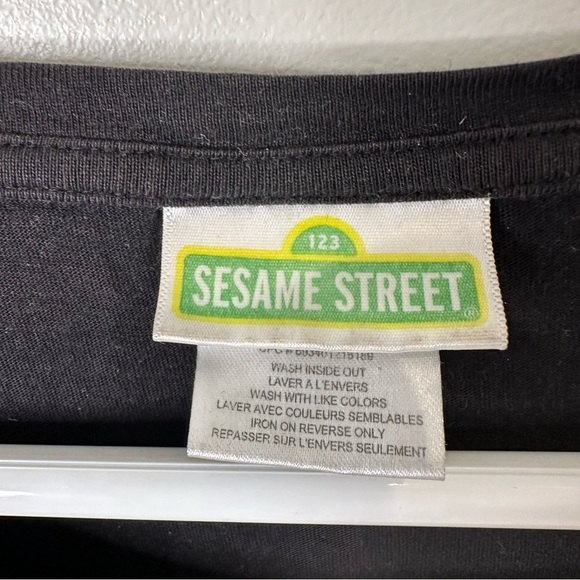 123
SESAME STREET®
WASH INSIDE OUT
LAVER A L'ENVERS
WASH WITH LIKE COLORS
LAVER AVEC COULEURS SEMBLABLES
IRON ON REVERSE ONLY
REPASSER SUR L'ENVERS SEULEMENT